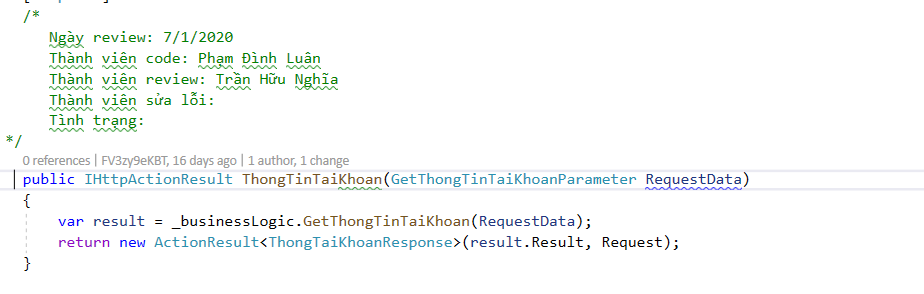 /*
Ngày review: 7/1/2020
Thành viên code: Phạm Đình Luân
Thành viên review: Trần Hữu Nghĩa
Thành viên sửa lỗi:
Tình trạng:
*/
0 references | FV3zy9eKBT, 16 days ago | 1 author, 1 change
public IHttpActionResult ThongTinTaiKhoan(GetThongTinTaiKhoanParameter RequestData)
{
var result = _businessLogic.GetThongTinTaiKhoan(RequestData);
return new ActionResult<ThongTaiKhoanResponse>(result.Result, Request);
}